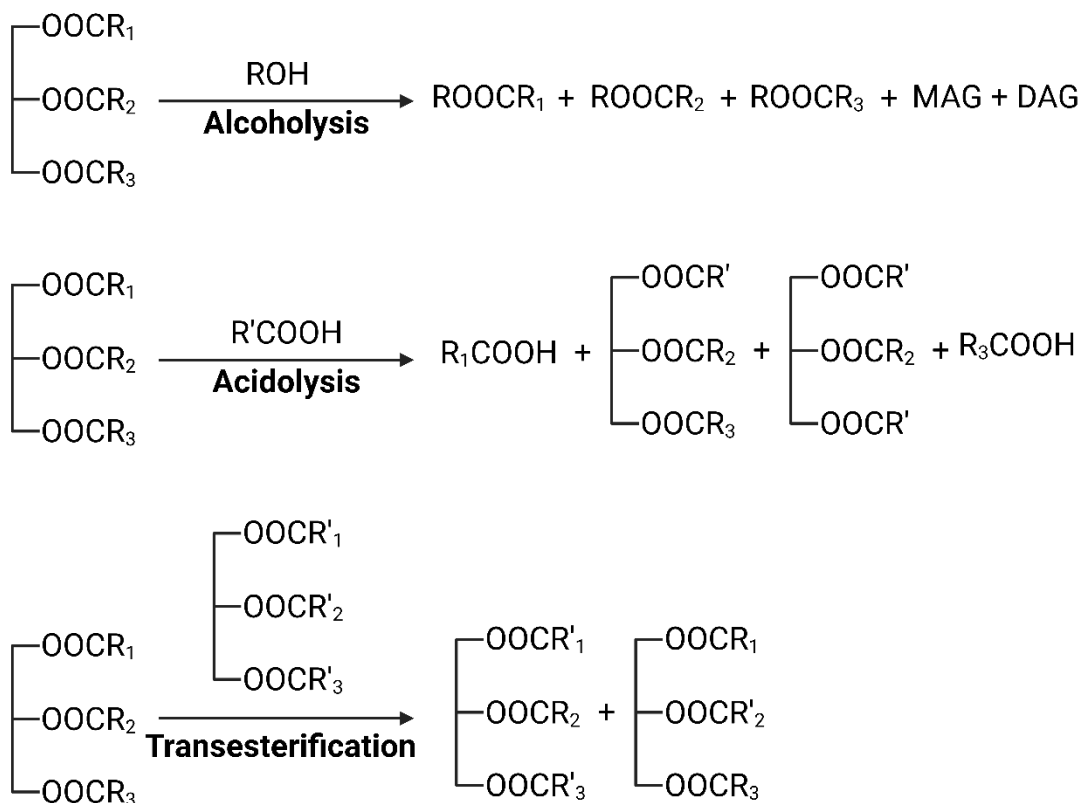 OOCR₁
OOCR₂
OOCR₃
ROH
Alcoholysis
ROOCR₁ + ROOCR₂ + ROOCR₃ + MAG + DAG
OOCR₁
OOCR₂
OOCR₃
R'COOH
Acidolysis
R₁COOH +
OOCR'
OOCR₂
OOCR₃
+
OOCR'
OOCR₂
OOCR'
+ R₃COOH
OOCR₁
OOCR₂
OOCR₃
OOCR'₁
OOCR'₂
OOCR'₃
Transesterification
OOCR'₁
OOCR₂
OOCR'₃
+
OOCR₁
OOCR'₂
OOCR₃